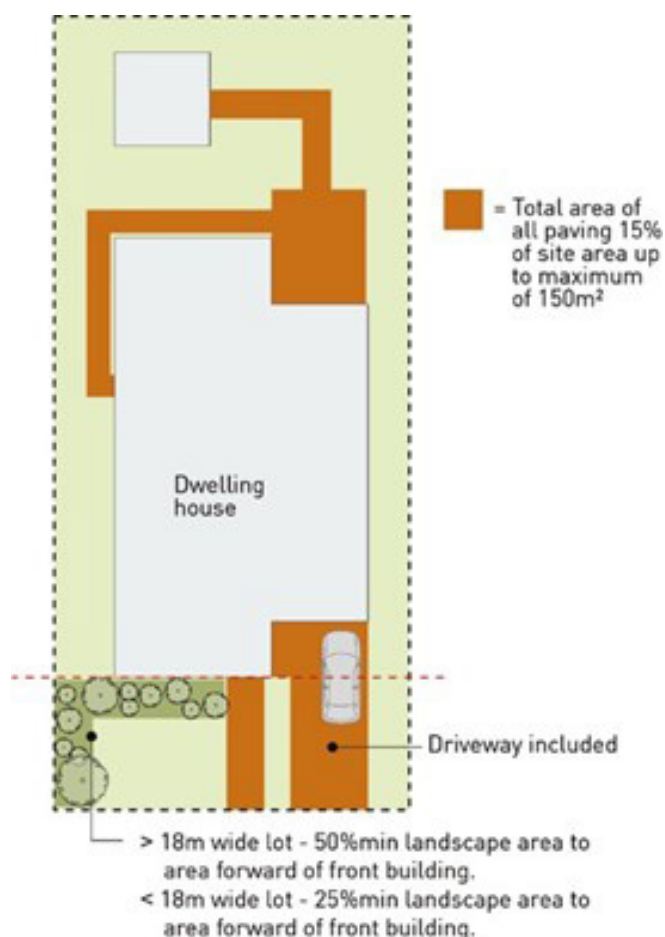 = Total area of
all paving 15%
of site area up
to maximum
of 150m²
Dwelling
house
Driveway included
> 18m wide lot - 50%min landscape area to
area forward of front building.
< 18m wide lot - 25%min landscape area to
area forward of front building.